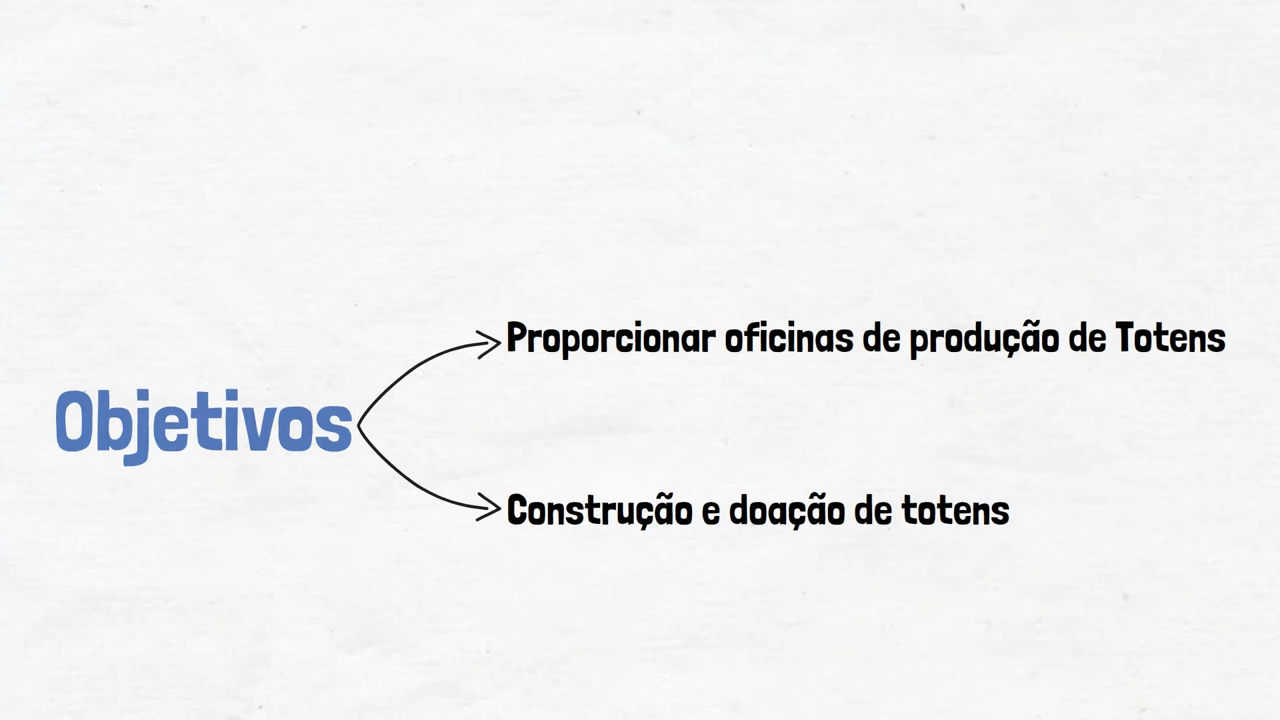 Proporcionar oficinas de produção de Totens
Objetivos
Construção e doação de totens